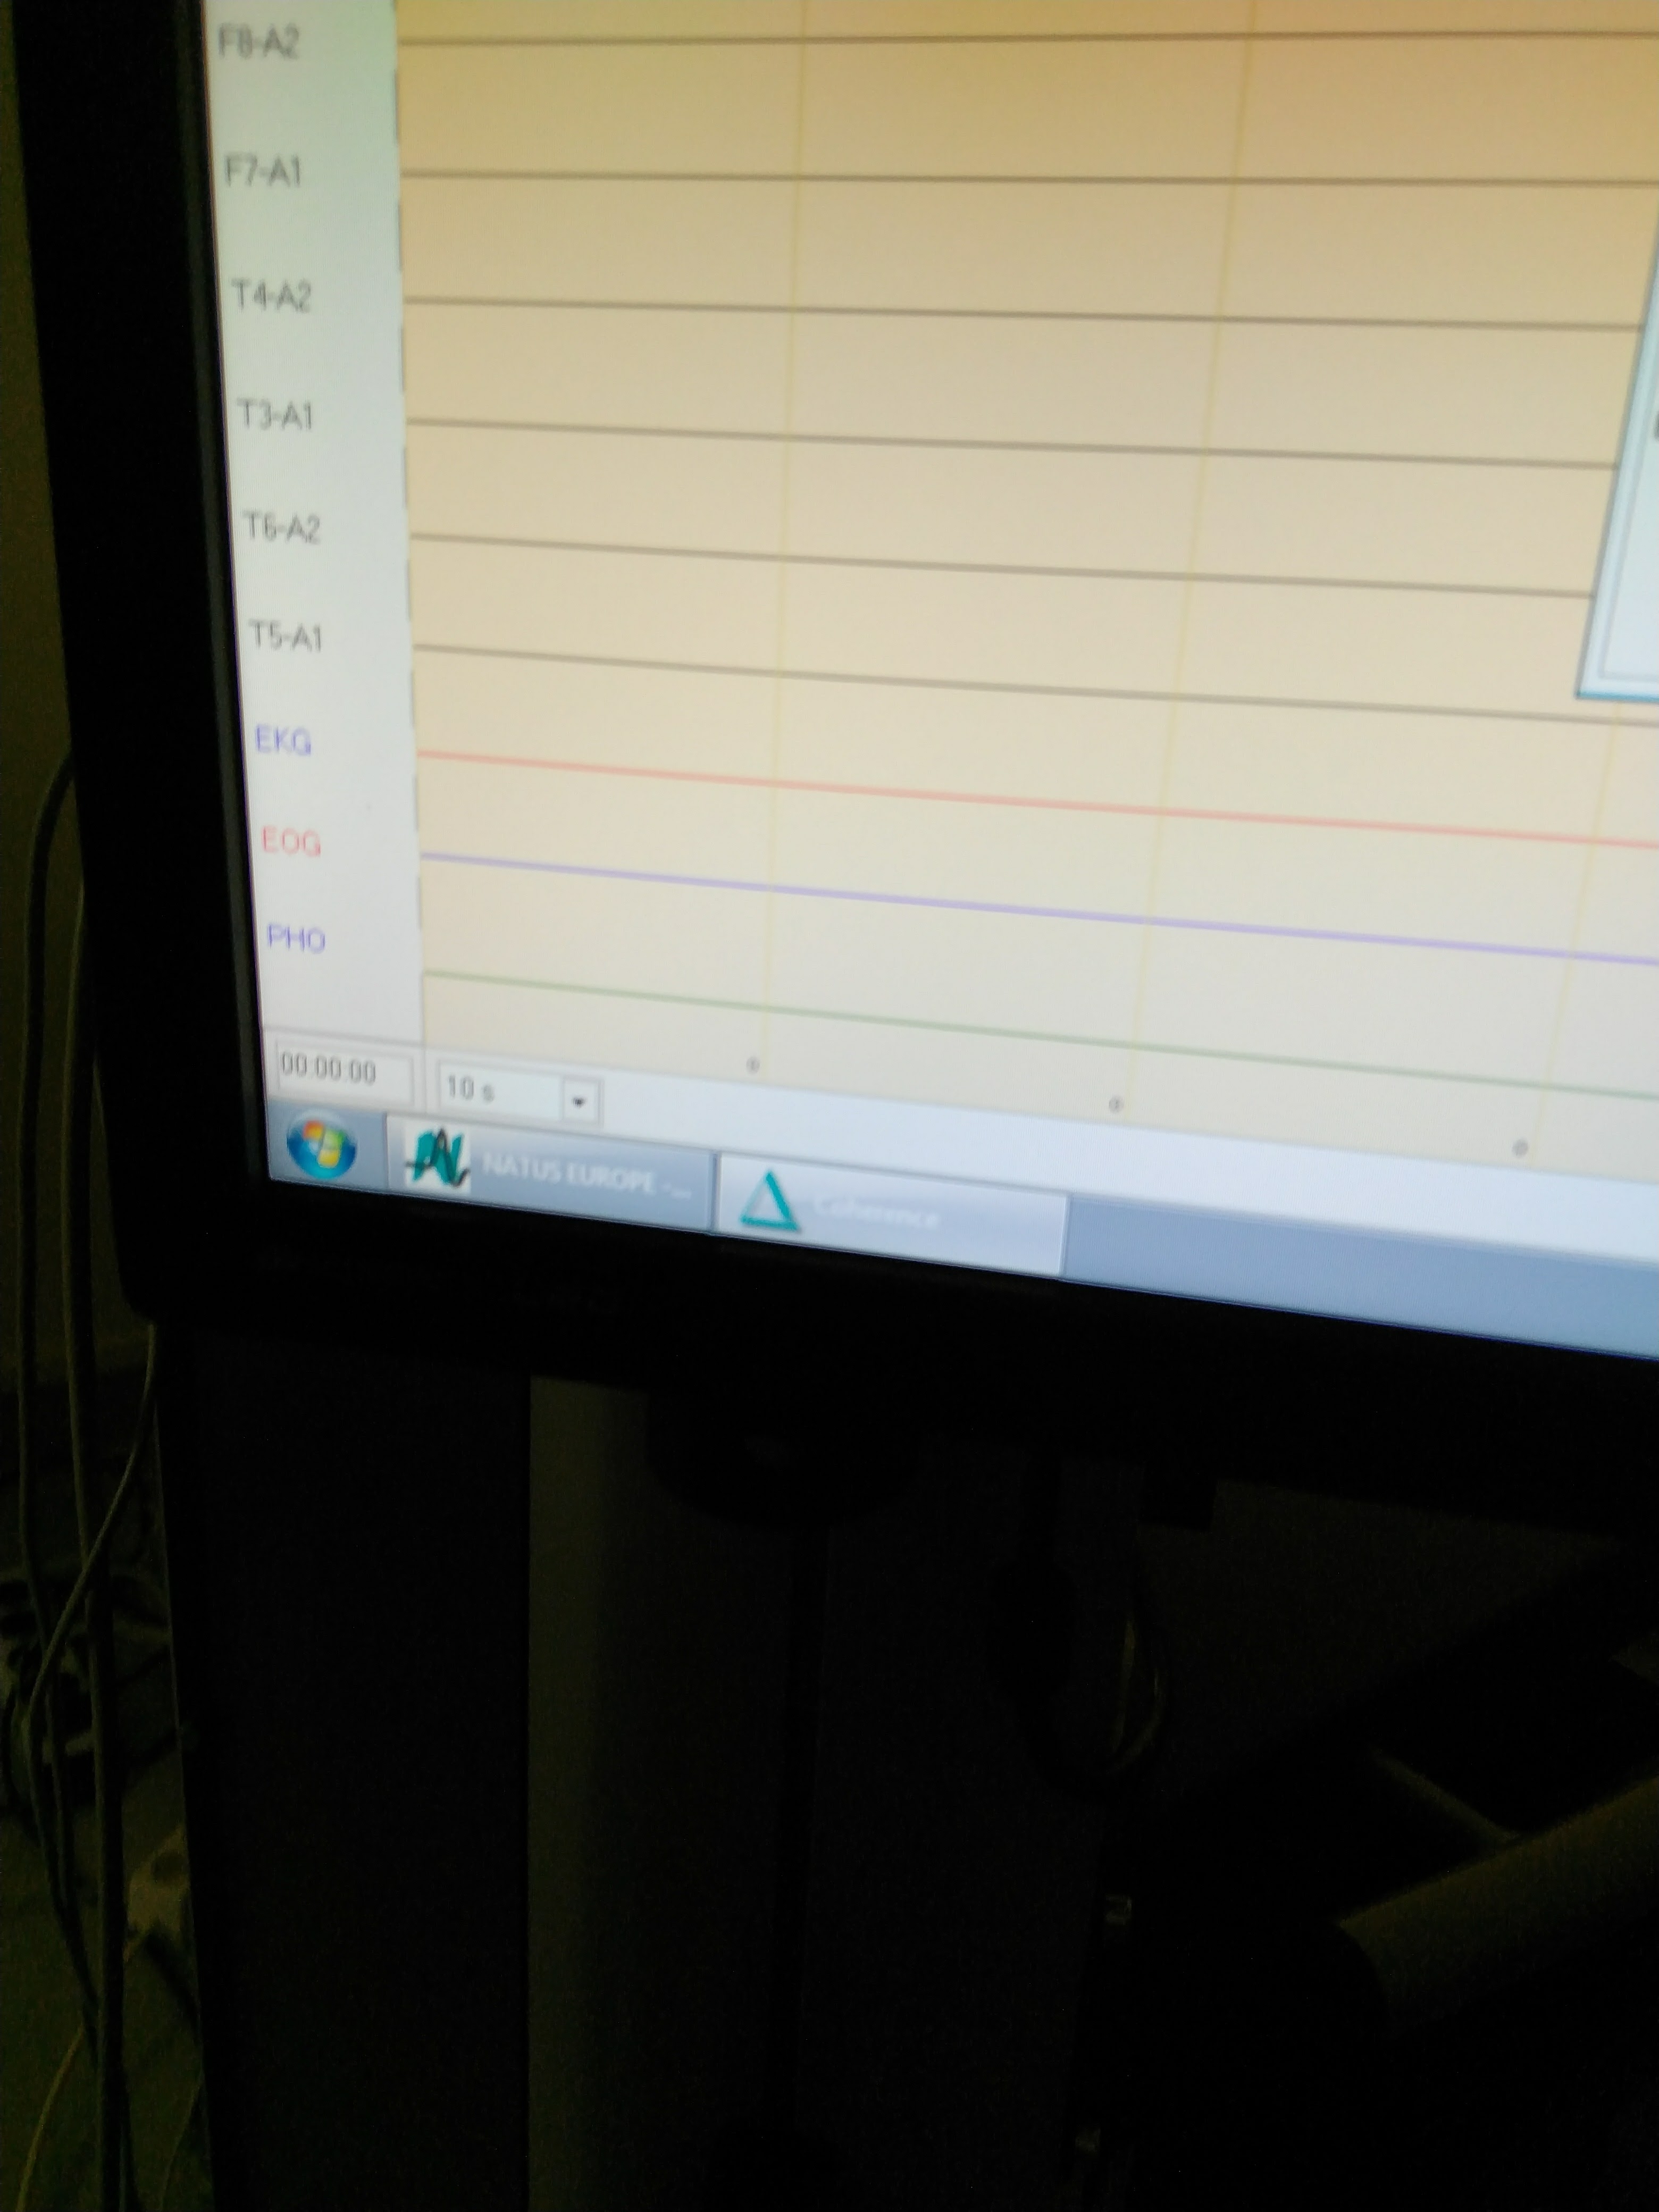 F8-A2
F7-A1
T4-A2
T3-A1
T6-A2
T5-A1
EKG
EOG
PHO
00:00:00
10 s
NATUS EUROPE -...
Coherence